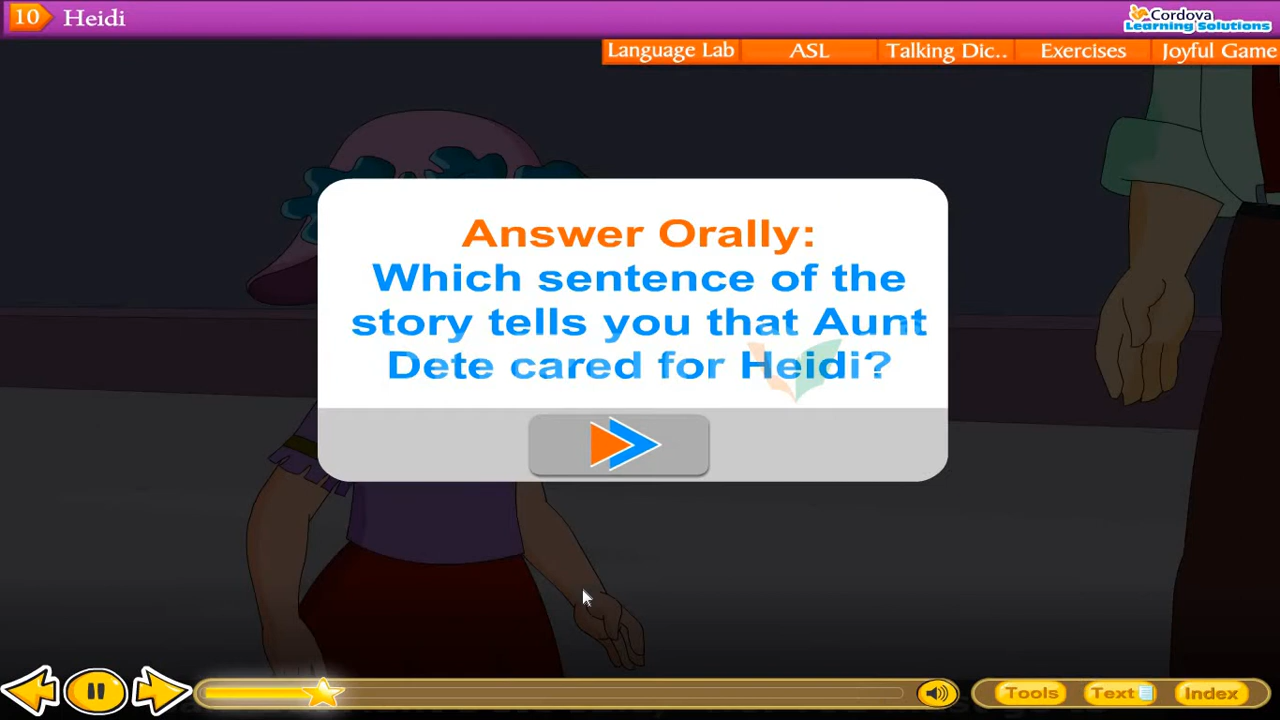 10 Heidi
Cordova
Learning Solutions
Language Lab ASL Talking Dic.. Exercises Joyful Game
Answer Orally:
Which sentence of the
story tells you that Aunt
Dete cared for Heidi?
Tools Text Index